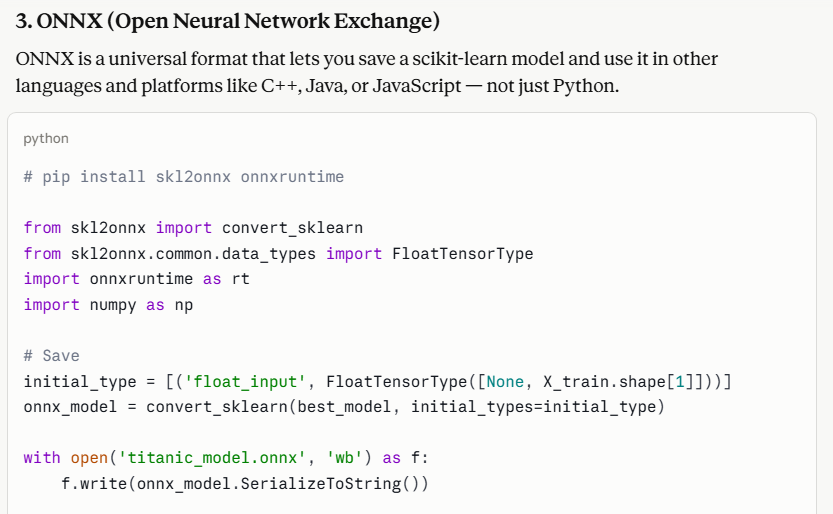 3. ONNX (Open Neural Network Exchange)
ONNX is a universal format that lets you save a scikit-learn model and use it in other
languages and platforms like C++, Java, or JavaScript — not just Python.
python
# pip install skl2onnx onnxruntime
from skl2onnx import convert_sklearn
from skl2onnx.common.data_types import FloatTensorType
import onnxruntime as rt
import numpy as np
# Save
initial_type = [('float_input', FloatTensorType([None, X_train.shape[1]]))]
onnx_model = convert_sklearn(best_model, initial_types=initial_type)
with open('titanic_model.onnx', 'wb') as f:
    f.write(onnx_model.SerializeToString())